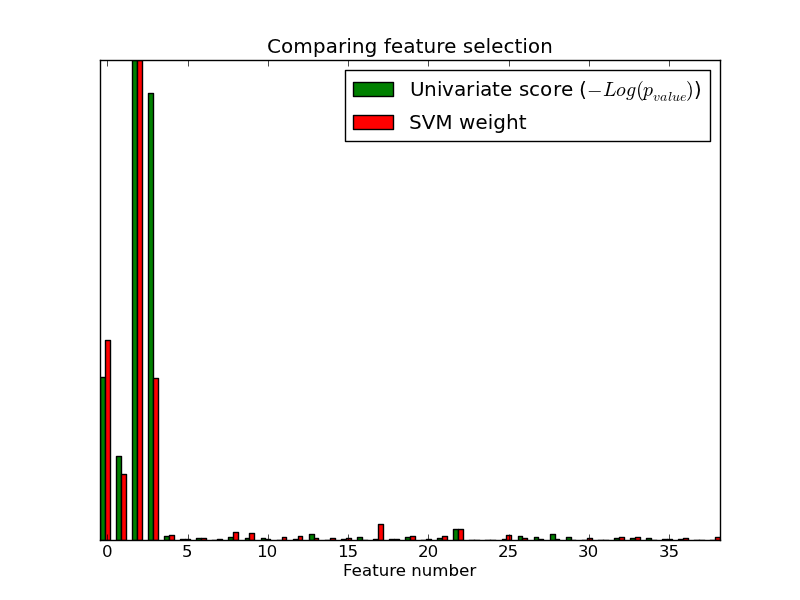 Comparing feature selection
Univariate score (−Log(p_value))
SVM weight
0 5 10 15 20 25 30 35
Feature number